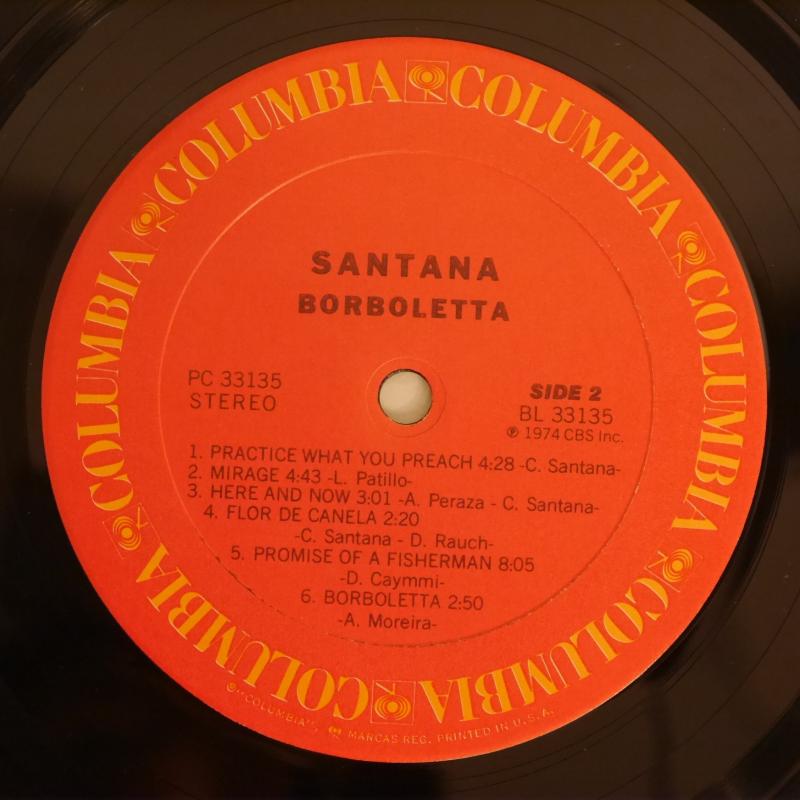 COLUMBIA COLUMBIA COLUMBIA COLUMBIA COLUMBIA COLUMBIA COLUMBIA COLUMBIA
SANTANA
BORBOLETTA
PC 33135
STEREO
SIDE 2
BL 33135
℗ 1974 CBS Inc.
1. PRACTICE WHAT YOU PREACH 4:28 -C. Santana-
2. MIRAGE 4:43 -L. Patillo-
3. HERE AND NOW 3:01 -A. Peraza - C. Santana-
4. FLOR DE CANELA 2:20
-C. Santana - D. Rauch-
5. PROMISE OF A FISHERMAN 8:05
-D. Caymmi-
6. BORBOLETTA 2:50
-A. Moreira-
®"COLUMBIA", MARCAS REG. PRINTED IN U.S.A.